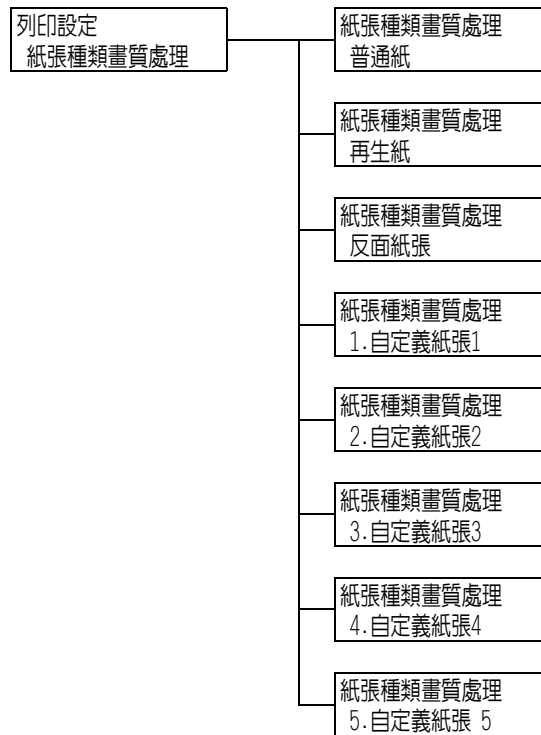 列印設定
紙張種類畫質處理
紙張種類畫質處理
普通紙
紙張種類畫質處理
再生紙
紙張種類畫質處理
反面紙張
紙張種類畫質處理
1.自定義紙張1
紙張種類畫質處理
2.自定義紙張2
紙張種類畫質處理
3.自定義紙張3
紙張種類畫質處理
4.自定義紙張4
紙張種類畫質處理
5.自定義紙張 5